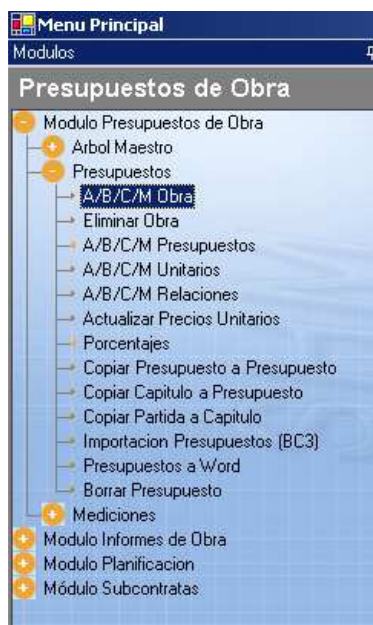 Menu Principal
Modulos
Presupuestos de Obra
Modulo Presupuestos de Obra
Arbol Maestro
Presupuestos
A/B/C/M Obra
Eliminar Obra
A/B/C/M Presupuestos
A/B/C/M Unitarios
A/B/C/M Relaciones
Actualizar Precios Unitarios
Porcentajes
Copiar Presupuesto a Presupuesto
Copiar Capitulo a Presupuesto
Copiar Partida a Capitulo
Importacion Presupuestos (BC3)
Presupuestos a Word
Borrar Presupuesto
Mediciones
Modulo Informes de Obra
Modulo Planificacion
Módulo Subcontratas